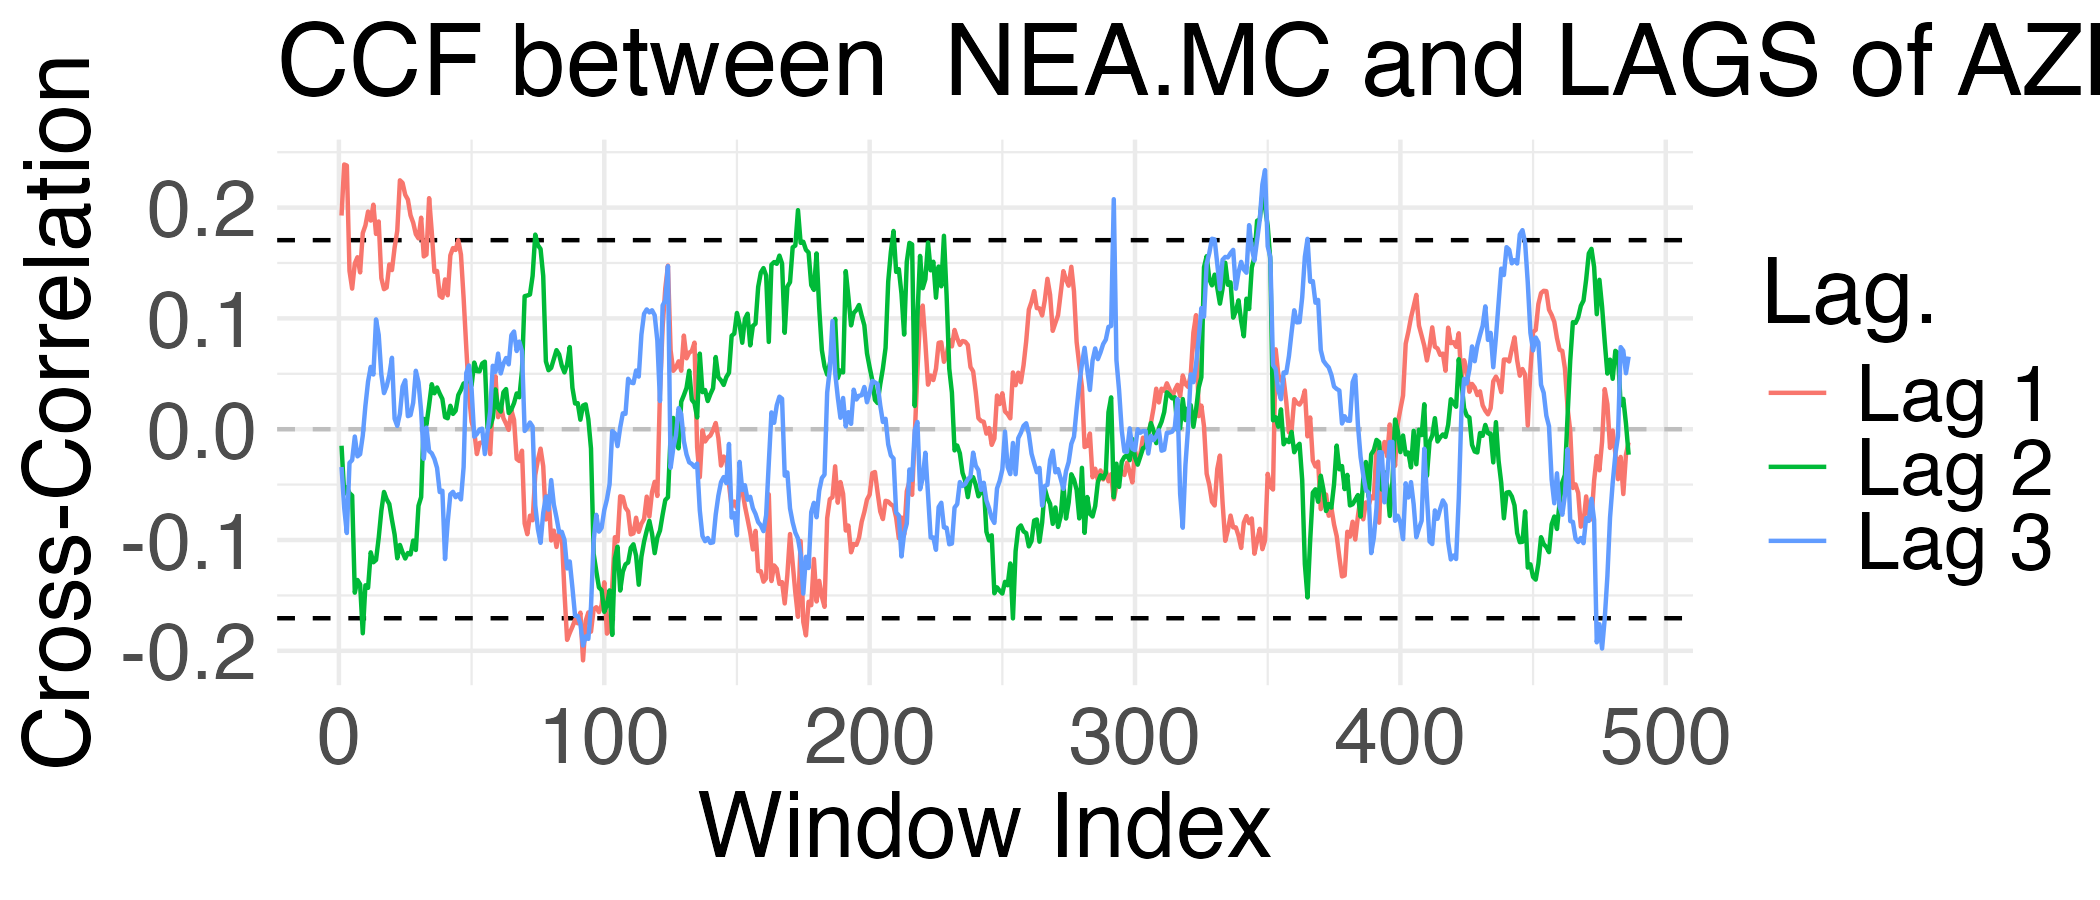 CCF between NEA.MC and LAGS of
Cross-Correlation
0.2
0.1
0.0
-0.1
-0.2
0 100 200 300 400 500
Window Index
Lag.
Lag 1
Lag 2
Lag 3